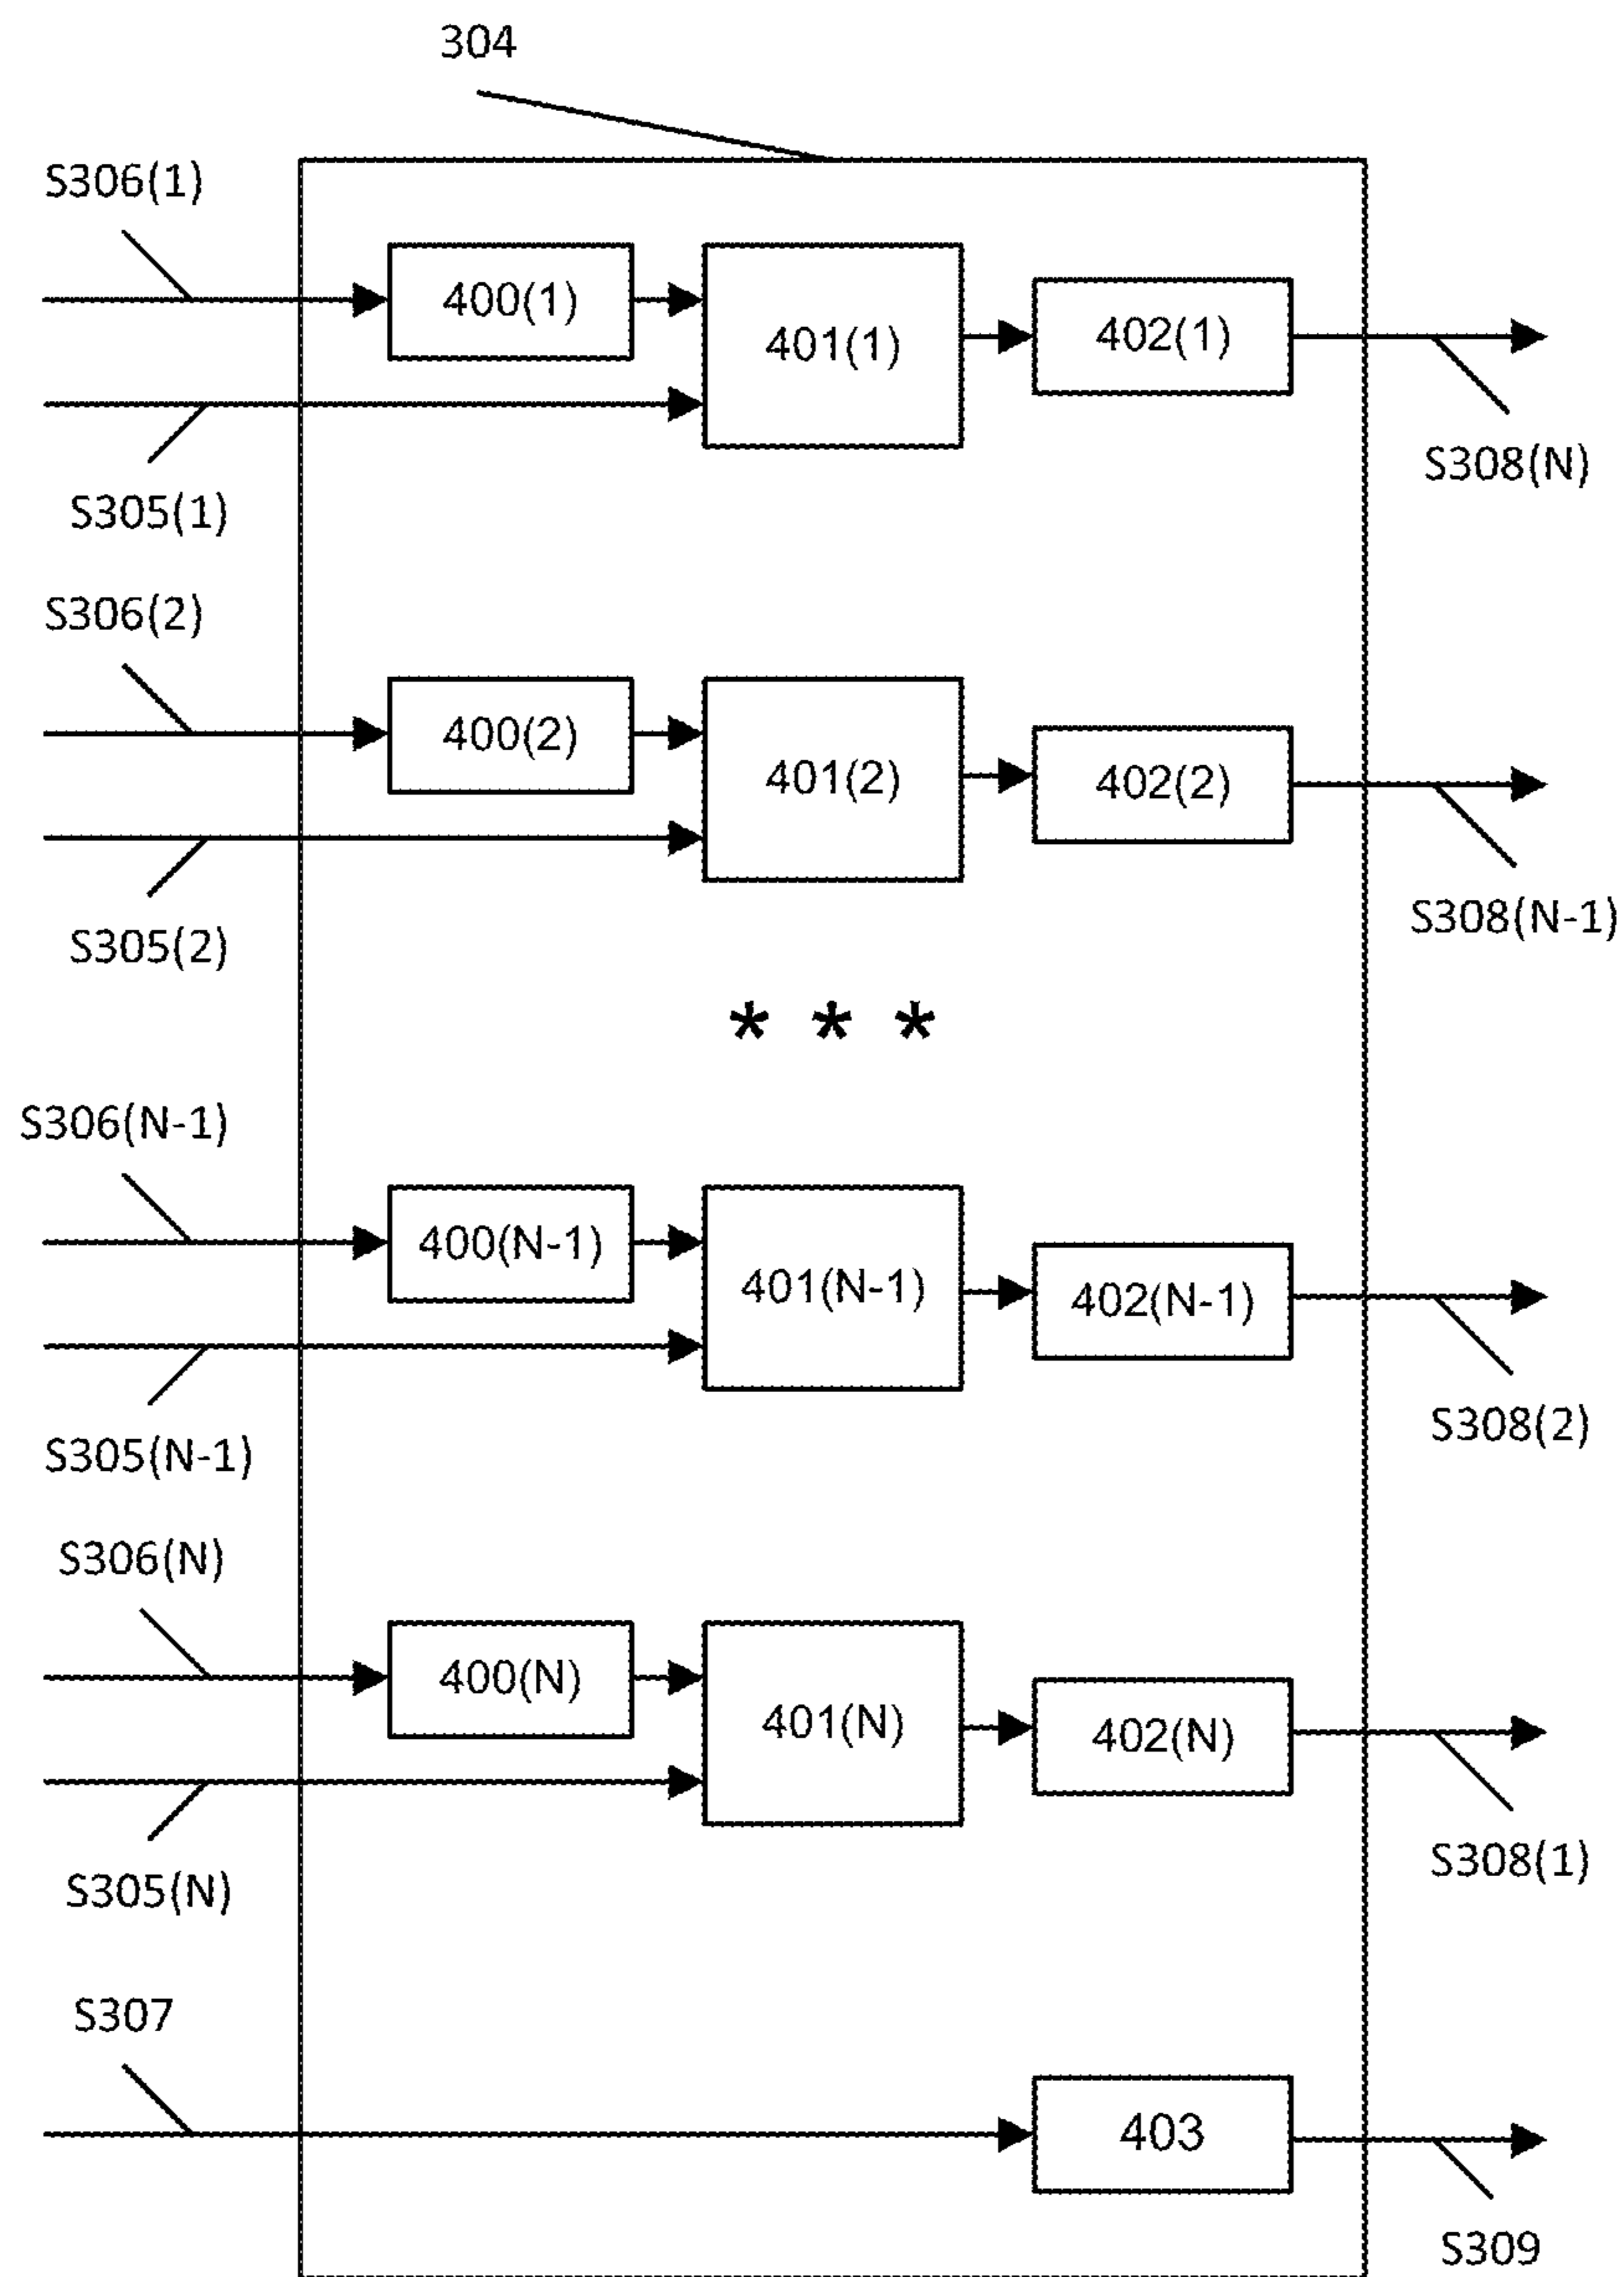 304
S306(1)
400(1)
401(1)
402(1)
S305(1)
S308(N)
S306(2)
400(2)
401(2)
402(2)
S305(2)
S308(N-1)
* * *
S306(N-1)
400(N-1)
401(N-1)
402(N-1)
S305(N-1)
S308(2)
S306(N)
400(N)
401(N)
402(N)
S305(N)
S308(1)
S307
403
S309